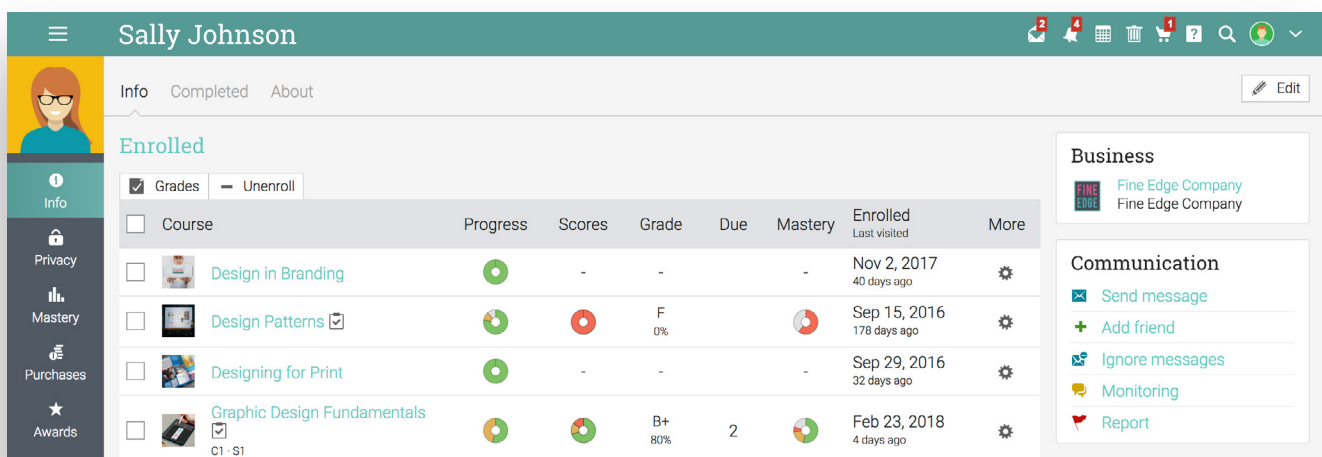 Sally Johnson
2
4
1
?
Info
Completed
About
Edit
Info
Privacy
Mastery
Purchases
Awards
Enrolled
Grades
Unenroll
Course Progress Scores Grade Due Mastery Enrolled More
Last visited
Design in Branding - - - Nov 2, 2017
40 days ago
Design Patterns F Sep 15, 2016
0% 178 days ago
Designing for Print - - - Sep 29, 2016
32 days ago
Graphic Design Fundamentals B+ 2 Feb 23, 2018
80% 4 days ago
C1 · S1
Business
FINE
EDGE
Fine Edge Company
Fine Edge Company
Communication
Send message
Add friend
Ignore messages
Monitoring
Report